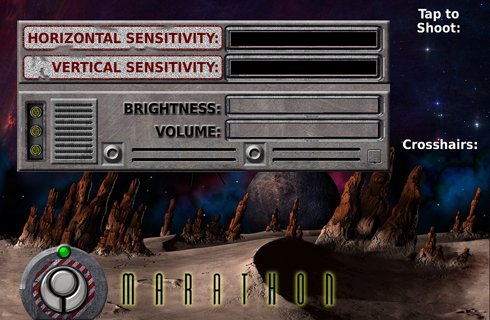 Tap to
Shoot:
HORIZONTAL SENSITIVITY:
VERTICAL SENSITIVITY:
BRIGHTNESS:
VOLUME:
Crosshairs:
MARATHON